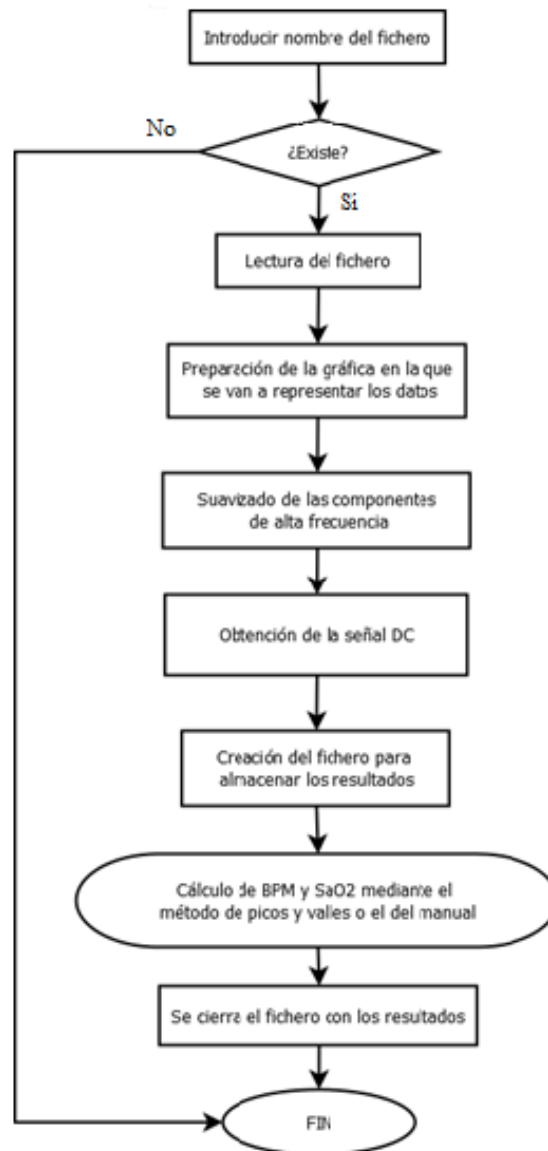 Introducir nombre del fichero
No
¿Existe?
Si
Lectura del fichero
Preparación de la gráfica en la que
se van a representar los datos
Suavizado de las componentes
de alta frecuencia
Obtención de la señal DC
Creación del fichero para
almacenar los resultados
Cálculo de BPM y SaO2 mediante el
método de picos y valles o el del manual
Se cierra el fichero con los resultados
FIN